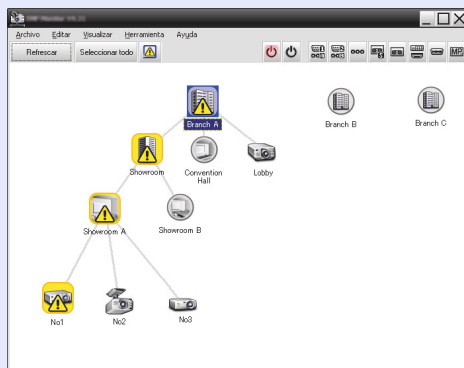 Archivo Editar Visualizar Herramienta Ayuda
Refrescar Seleccionar todo
MP
Branch A
Branch B
Branch C
Showroom
Convention Hall
Lobby
Showroom A
Showroom B
No1
No2
No3